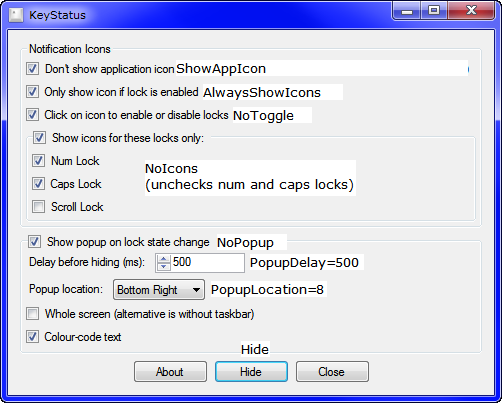 KeyStatus
Notification Icons
Don't show application icon ShowAppIcon
Only show icon if lock is enabled AlwaysShowIcons
Click on icon to enable or disable locks NoToggle
Show icons for these locks only:
Num Lock
NoIcons
Caps Lock
(unchecks num and caps locks)
Scroll Lock
Show popup on lock state change NoPopup
Delay before hiding (ms): 500 PopupDelay=500
Popup location: Bottom Right PopupLocation=8
Whole screen (alternative is without taskbar)
Colour-code text
Hide
About Hide Close